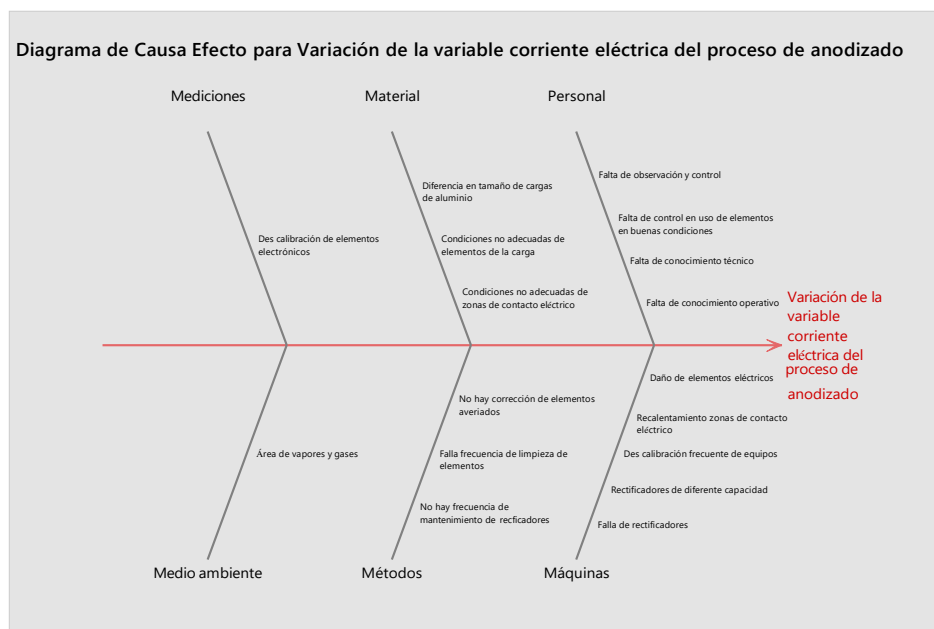 Diagrama de Causa Efecto para Variación de la variable corriente eléctrica del proceso de anodizado
Mediciones
Material
Personal
Falta de observación y control
Diferencia en tamaño de cargas
de aluminio
Falta de control en uso de elementos
en buenas condiciones
Des calibración de elementos
electrónicos
Condiciones no adecuadas de
elementos de la carga
Falta de conocimiento técnico
Condiciones no adecuadas de
zonas de contacto eléctrico
Falta de conocimiento operativo
Variación de la
variable
corriente
eléctrica del
proceso de
anodizado
Daño de elementos eléctricos
No hay corrección de elementos
averiados
Recalentamiento zonas de contacto
eléctrico
Área de vapores y gases
Falla frecuencia de limpieza de
elementos
Des calibración frecuente de equipos
Rectificadores de diferente capacidad
No hay frecuencia de
mantenimiento de recficadores
Falla de rectificadores
Medio ambiente
Métodos
Máquinas